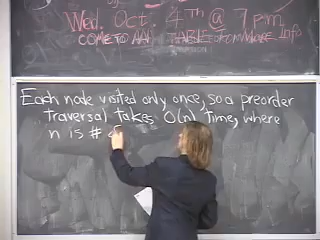 Wed. Oct. 4Th @ 7pm
COME TO AAI TABLE FOR MORE Info
Each node visited only once, so a preorder
traversal takes O(n) time, where
n is #